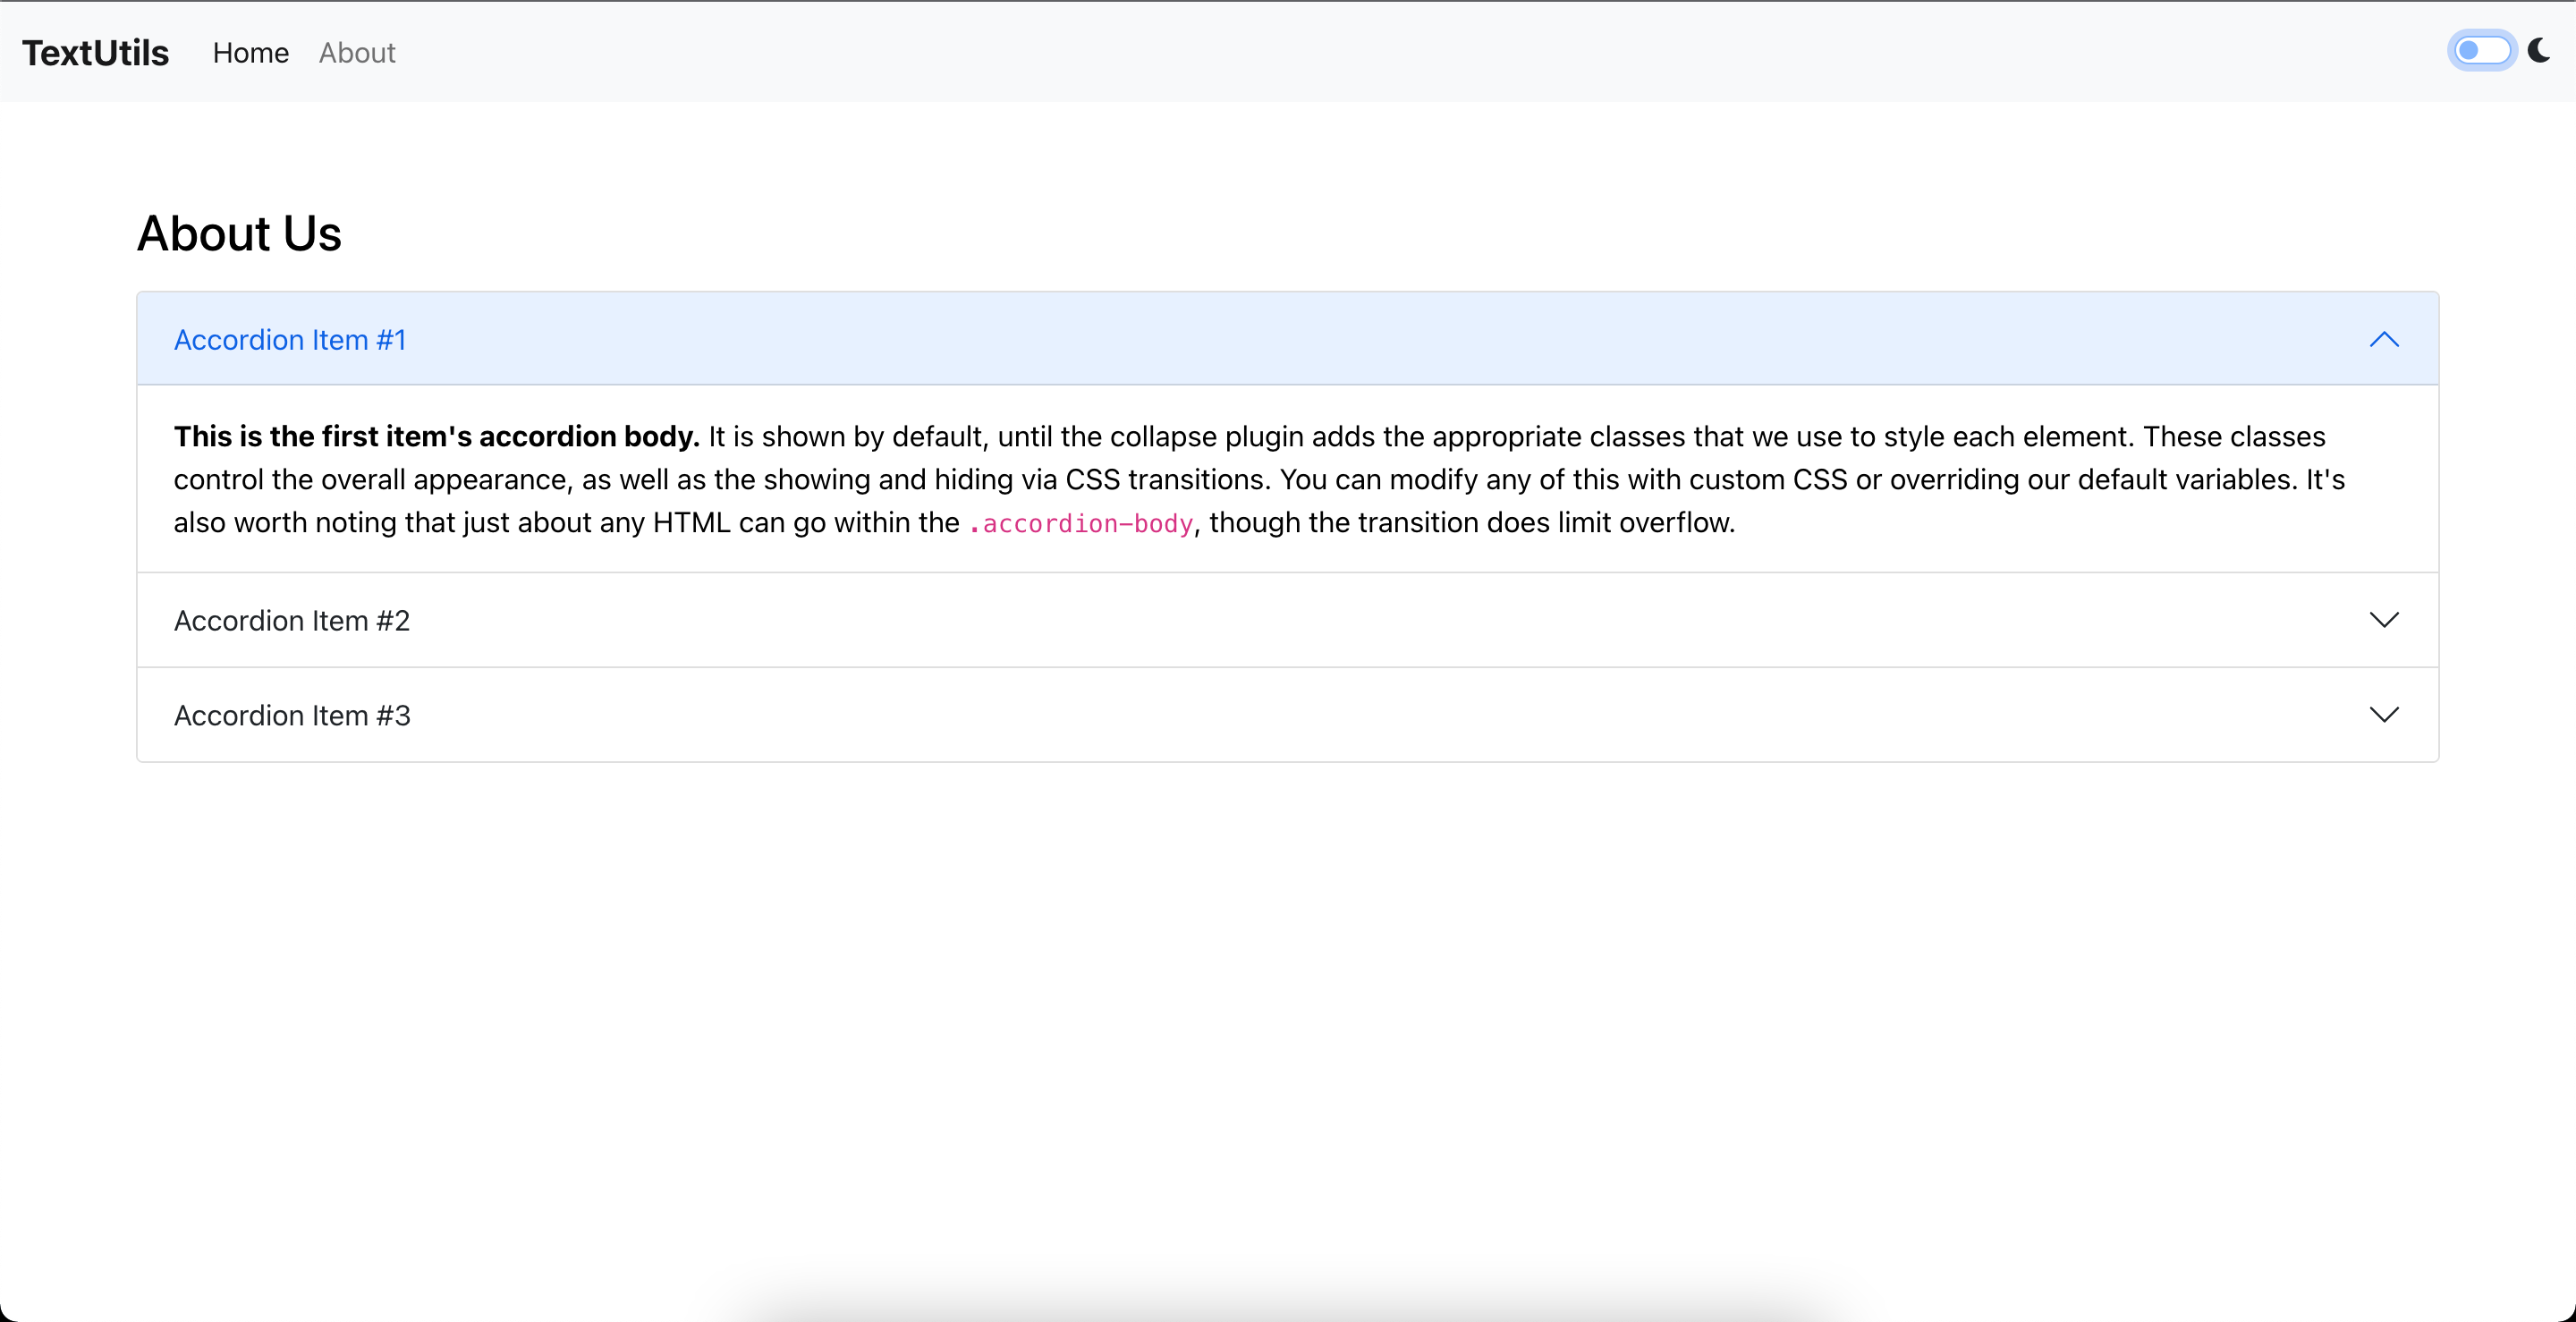 TextUtils Home About
About Us
Accordion Item #1
This is the first item's accordion body. It is shown by default, until the collapse plugin adds the appropriate classes that we use to style each element. These classes
control the overall appearance, as well as the showing and hiding via CSS transitions. You can modify any of this with custom CSS or overriding our default variables. It's
also worth noting that just about any HTML can go within the .accordion-body, though the transition does limit overflow.
Accordion Item #2
Accordion Item #3